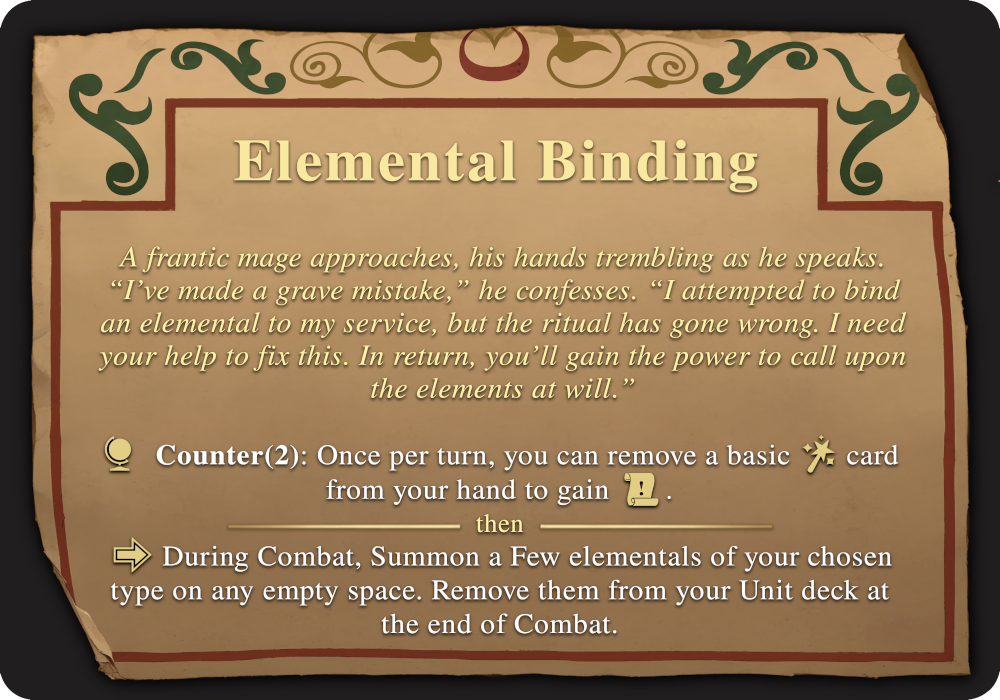 Elemental Binding
A frantic mage approaches, his hands trembling as he speaks.
“I’ve made a grave mistake,” he confesses. “I attempted to bind
an elemental to my service, but the ritual has gone wrong. I need
your help to fix this. In return, you’ll gain the power to call upon
the elements at will.”
Counter(2): Once per turn, you can remove a basic card
from your hand to gain ! .
then
During Combat, Summon a Few elementals of your chosen
type on any empty space. Remove them from your Unit deck at
the end of Combat.